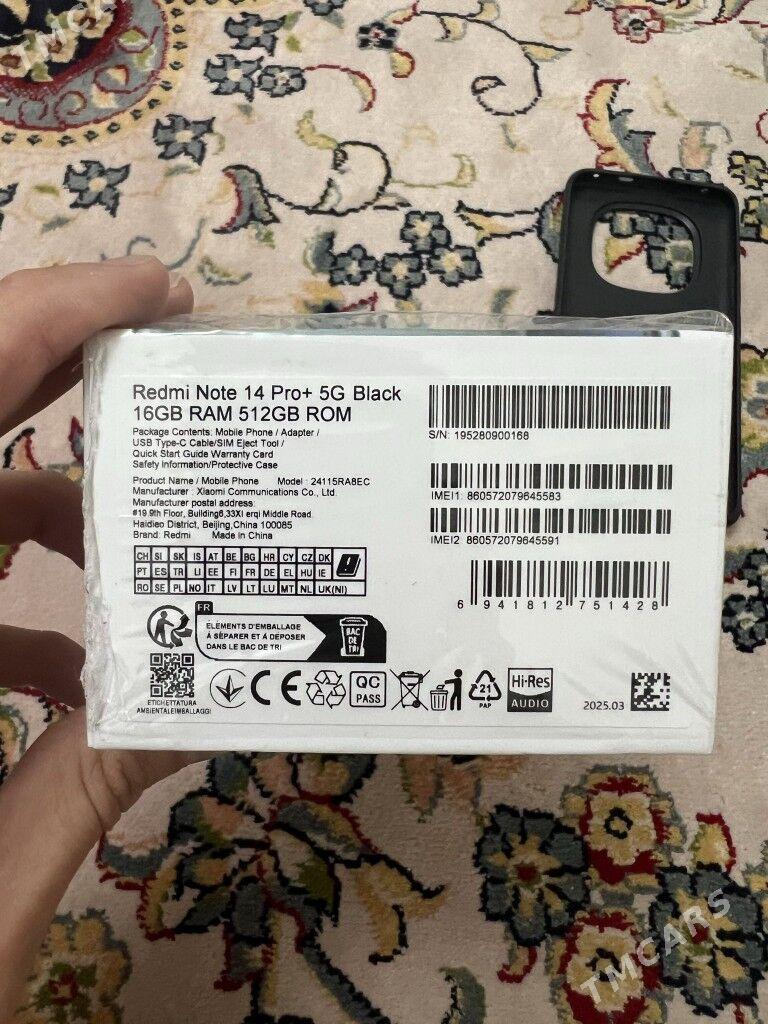 TMCARS
Redmi Note 14 Pro+ 5G Black
16GB RAM 512GB ROM
Package Contents: Mobile Phone / Adapter /
USB Type-C Cable/SIM Eject Tool /
Quick Start Guide Warranty Card
Safety Information/Protective Case
Product Name / Mobile Phone Model : 24115RA8EC
Manufacturer : Xiaomi Communications Co., Ltd.
Manufacturer postal address:
#19.9th Floor, Building6,33XI erqi Middle Road
Haidieo District, Beijing,China 100085
Brand: Redmi Made in China
S/N: 195280900168
IMEI1: 860572079645583
IMEI2 860572079645591
6 941812 751428
CH SI SK IS AT BE BG HR CY CZ DK
PT ES TR LI EE FI FR DE EL HU IE
RO SE PL NO IT LV LT LU MT NL UK(NI)
FR
ÉLÉMENTS D'EMBALLAGE
À SÉPARER ET À DÉPOSER
DANS LE BAC DE TRI
BAC
DE
TRI
ETICHETTATURA
AMBIENTALEIMBALLAGGI
CE
QC
PASS
21
PAP
Hi-Res
AUDIO
2025.03
TMCARS